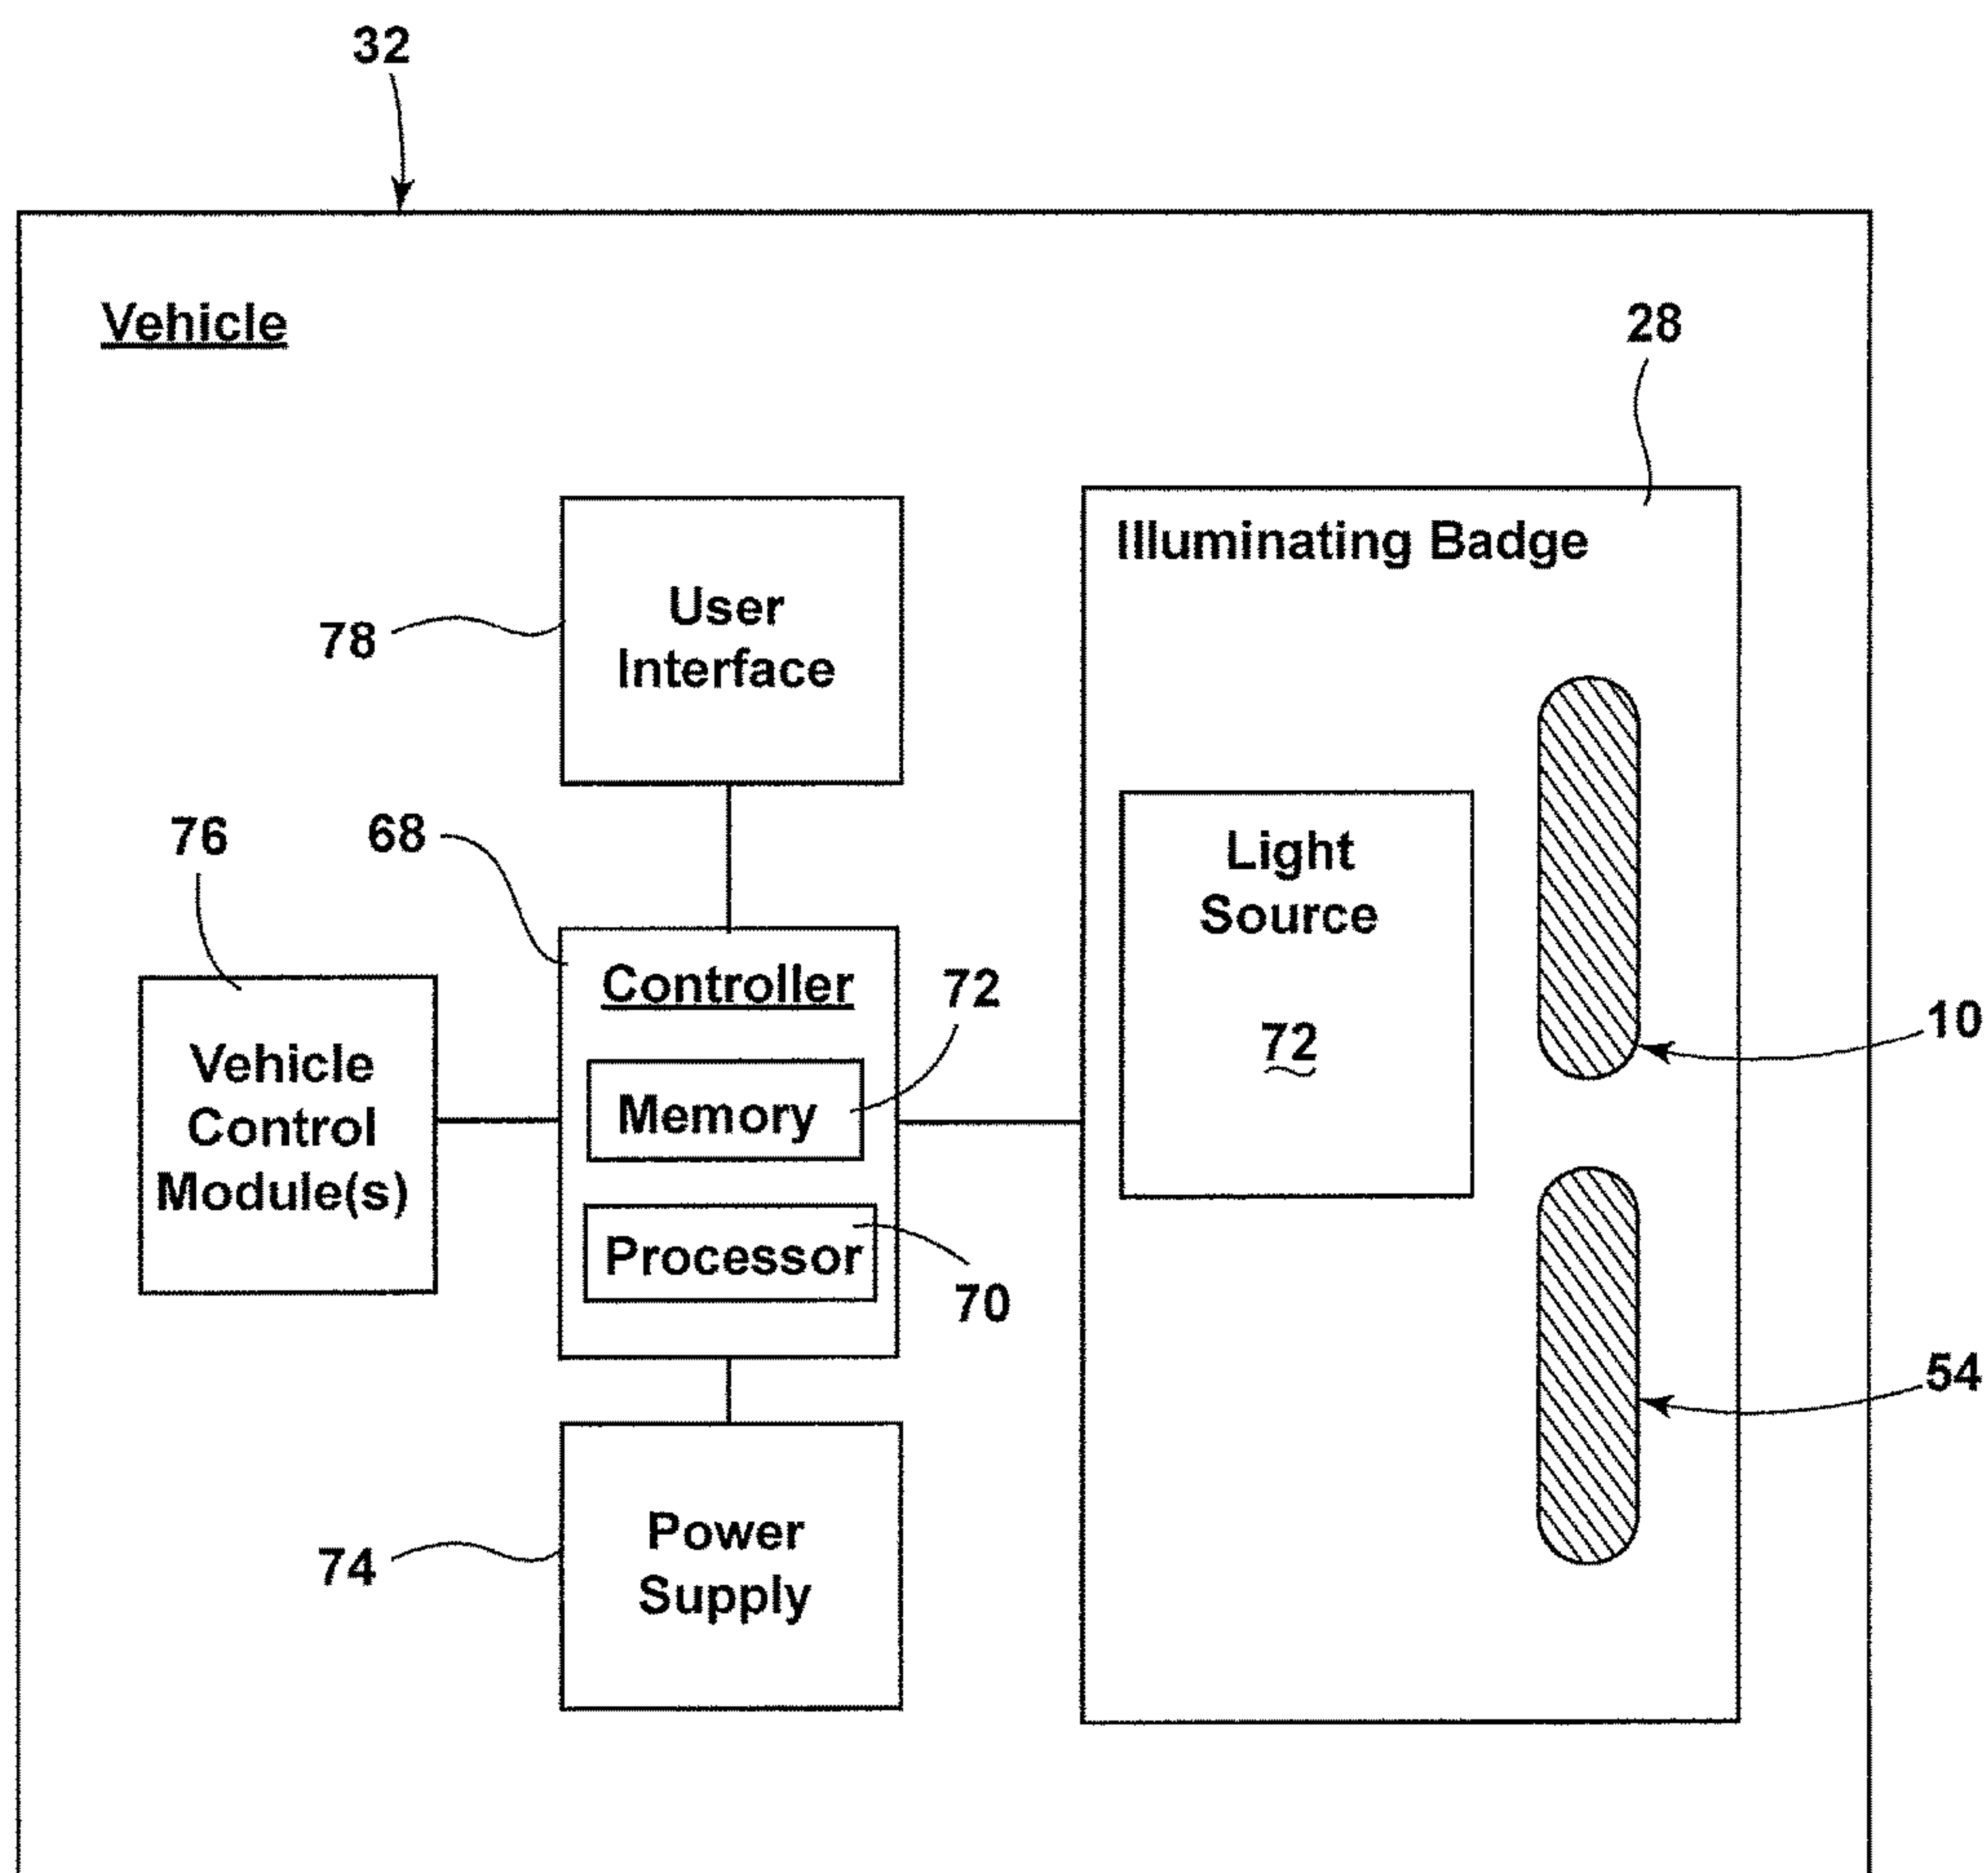 32
Vehicle
28
Illuminating Badge
User
Interface
78
Light
Source
72
76
68
Controller
72
Memory
Processor
70
Vehicle
Control
Module(s)
10
54
Power
Supply
74